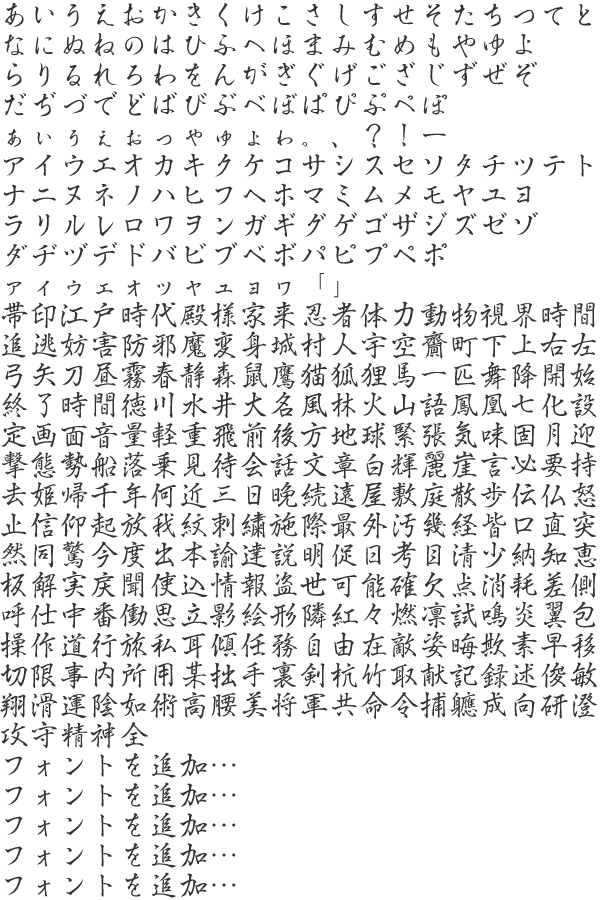 あいうえおかきくけこさしすせそたちつてと
なにぬねのはひふへほまみむめもやゆよ
らりるれろわをんがぎぐげござじずぜぞ
だぢづでどばびぶべぼぱぴぷぺぽ
ぁぃぅぇぉっゃゅょゎ。、？！ー
アイウエオカキクケコサシスセソタチツテト
ナニヌネノハヒフヘホマミムメモヤユヨ
ラリルレロワヲンガギグゲゴザジズゼゾ
ダヂヅデドバビブベボパピプペポ
ァィゥェォッャュョヮ「」
帯印江戸時代殿様家来忍者体力動物視界時間
追逃妨害防邪魔変身城村人宇空齎町下上右左
弓矢刀昼霧春静森鼠鷹猫狐狸馬一匹舞降開始
終了時間徳川水井大名風林火山語鳳凰七化設
定画面音量軽重飛前後方地球緊張気味固月迎
撃態勢船落乗見待会話文章白輝麗崖言必要持
去姫帰千年何近三日晩続遠屋敷庭散歩伝仏怒
止信仰起放我紋刺繍施際最外汚幾経皆口直突
然同驚今度出本諭達説明促日考目清少納知恵
板解実戻聞使込情報盗世可能確欠点消耗差側
呼仕中番働思立影絵形隣紅々燃凛試鳴炎翼包
操作道行旅私耳傾任務自由在敵姿晦欺素早移
切限事内所用某拙手裏剣杭竹取献記録述俊敏
翔滑運陰如術高腰美将軍共命令捕軈成向研澄
攻守精神全
フォントを追加…
フォントを追加…
フォントを追加…
フォントを追加…
フォントを追加…